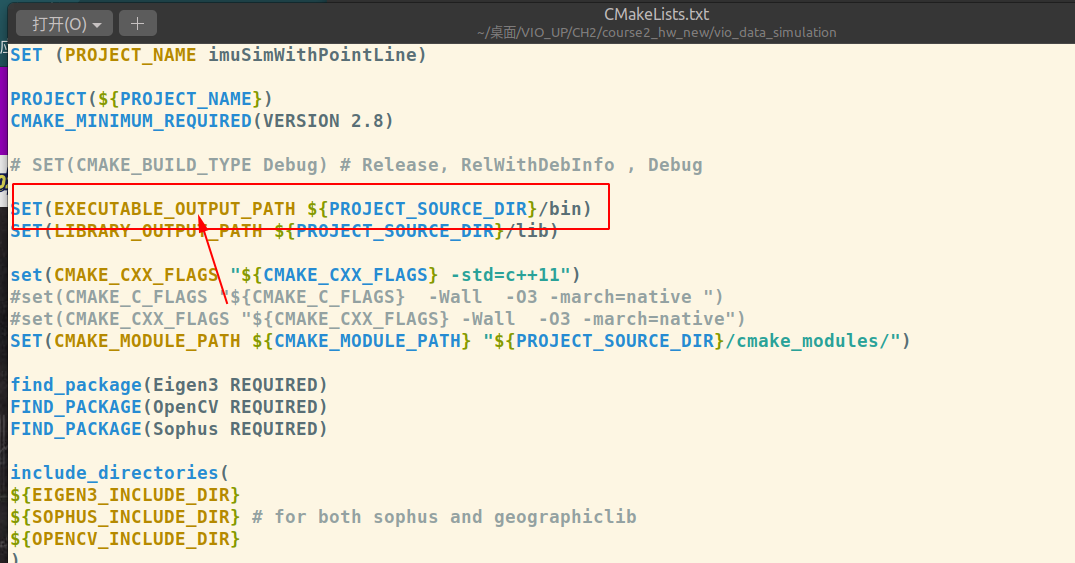 打开(O)
CMakeLists.txt
~/桌面/VIO_UP/CH2/course2_hw_new/vio_data_simulation
SET (PROJECT_NAME imuSimWithPointLine)
PROJECT(${PROJECT_NAME})
CMAKE_MINIMUM_REQUIRED(VERSION 2.8)
# SET(CMAKE_BUILD_TYPE Debug) # Release, RelWithDebInfo , Debug
SET(EXECUTABLE_OUTPUT_PATH ${PROJECT_SOURCE_DIR}/bin)
SET(LIBRARY_OUTPUT_PATH ${PROJECT_SOURCE_DIR}/lib)
set(CMAKE_CXX_FLAGS "${CMAKE_CXX_FLAGS} -std=c++11")
#set(CMAKE_C_FLAGS "${CMAKE_C_FLAGS}  -Wall  -O3 -march=native ")
#set(CMAKE_CXX_FLAGS "${CMAKE_CXX_FLAGS} -Wall  -O3 -march=native")
SET(CMAKE_MODULE_PATH ${CMAKE_MODULE_PATH} "${PROJECT_SOURCE_DIR}/cmake_modules/")
find_package(Eigen3 REQUIRED)
FIND_PACKAGE(OpenCV REQUIRED)
FIND_PACKAGE(Sophus REQUIRED)
include_directories(
${EIGEN3_INCLUDE_DIR}
${SOPHUS_INCLUDE_DIR} # for both sophus and geographiclib
${OPENCV_INCLUDE_DIR}
)